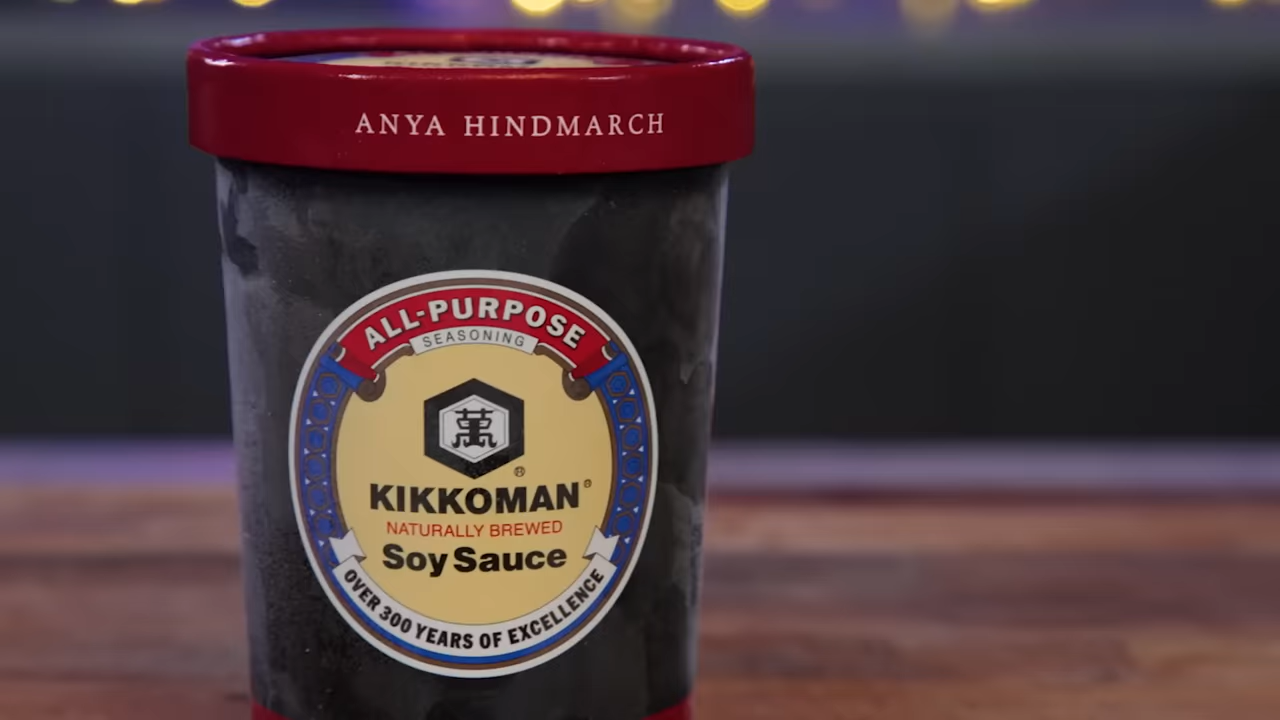 ANYA HINDMARCH
ALL-PURPOSE
SEASONING
萬
®
KIKKOMAN®
NATURALLY BREWED
Soy Sauce
OVER 300 YEARS OF EXCELLENCE